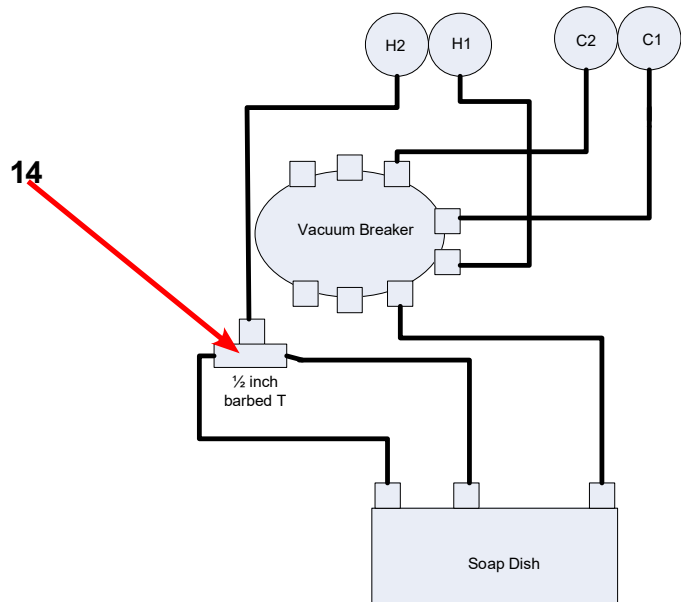 H2 H1 C2 C1
14
Vacuum Breaker
½ inch
barbed T
Soap Dish